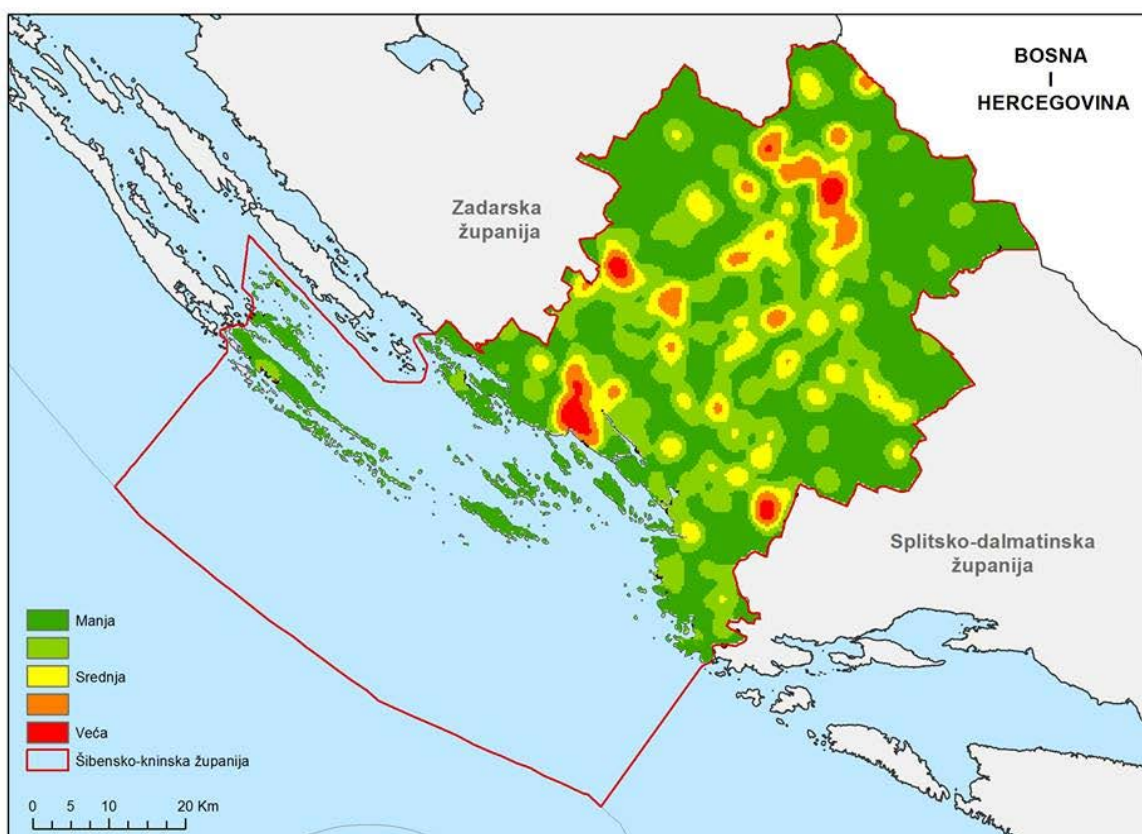 BOSNA
I
HERCEGOVINA
Zadarska
županija
Splitsko-dalmatinska
županija
Manja
Srednja
Veća
Šibensko-kninska županija
0 5 10 20 Km